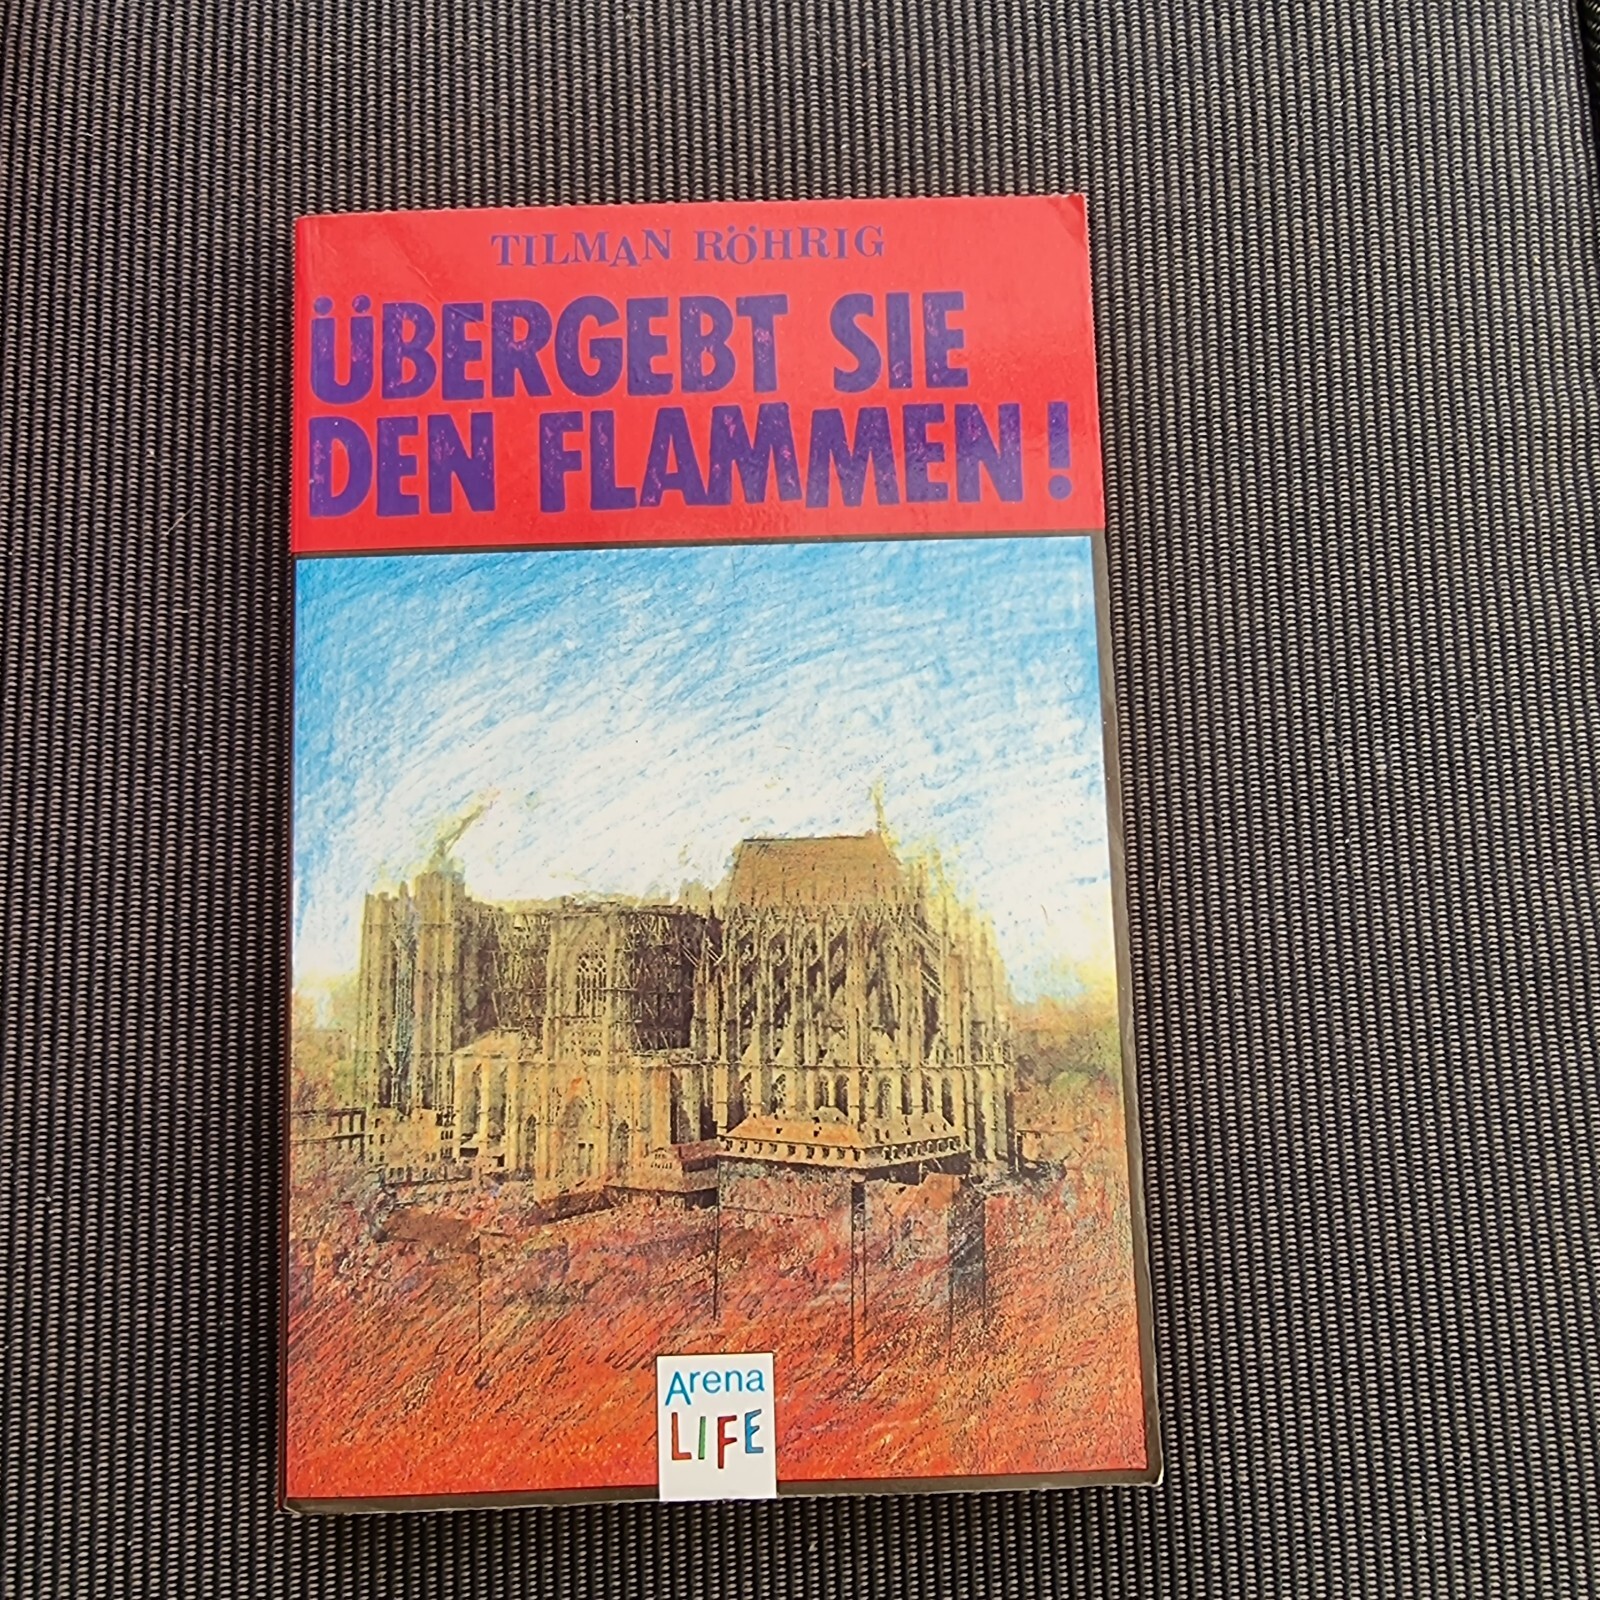 TILMAN RÖHRIG
ÜBERGEBT SIE
DEN FLAMMEN!
Arena
LIFE